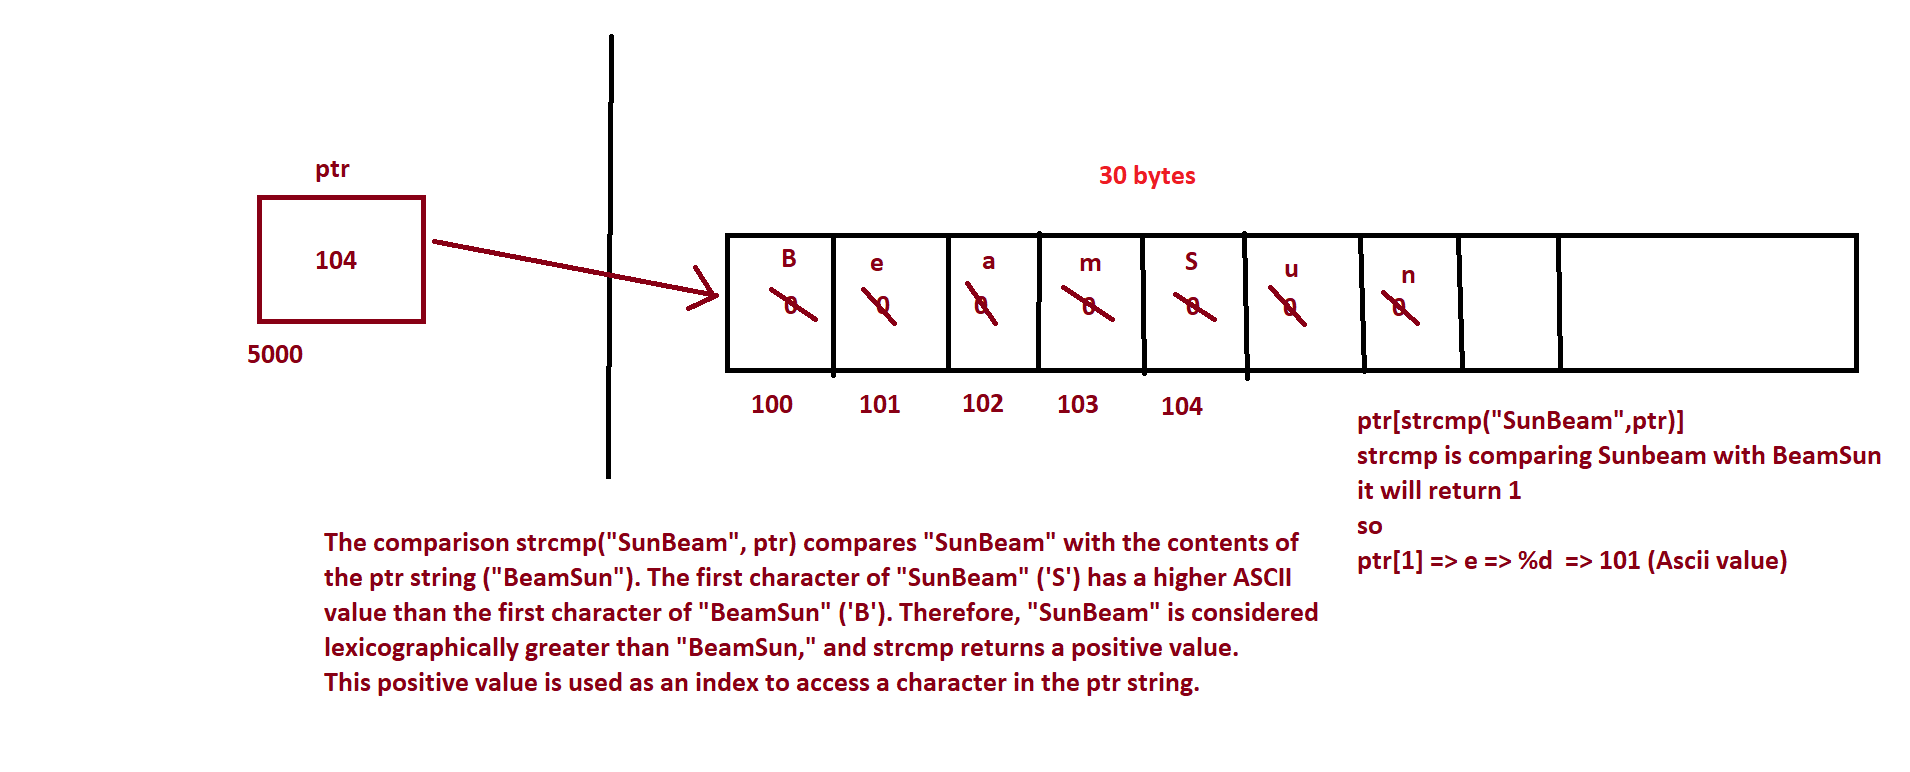 ptr
104
5000
30 bytes
B e a m S u n
0 0 0 0 0 0 0
100 101 102 103 104
ptr[strcmp("SunBeam",ptr)]
strcmp is comparing Sunbeam with BeamSun
it will return 1
so
ptr[1] => e => %d  => 101 (Ascii value)
The comparison strcmp("SunBeam", ptr) compares "SunBeam" with the contents of
the ptr string ("BeamSun"). The first character of "SunBeam" ('S') has a higher ASCII
value than the first character of "BeamSun" ('B'). Therefore, "SunBeam" is considered
lexicographically greater than "BeamSun," and strcmp returns a positive value.
This positive value is used as an index to access a character in the ptr string.